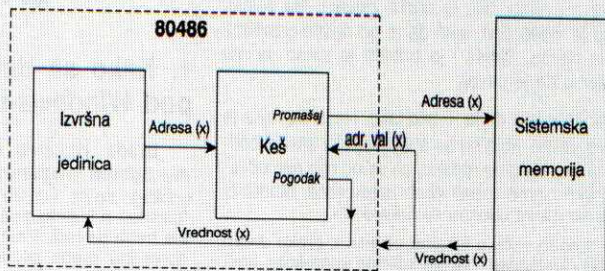 80486
Izvršna
jedinica
Adresa (x)
Keš
Promašaj
Pogodak
Adresa (x)
adr, val (x)
Sistemska
memorija
Vrednost (x)
Vrednost (x)